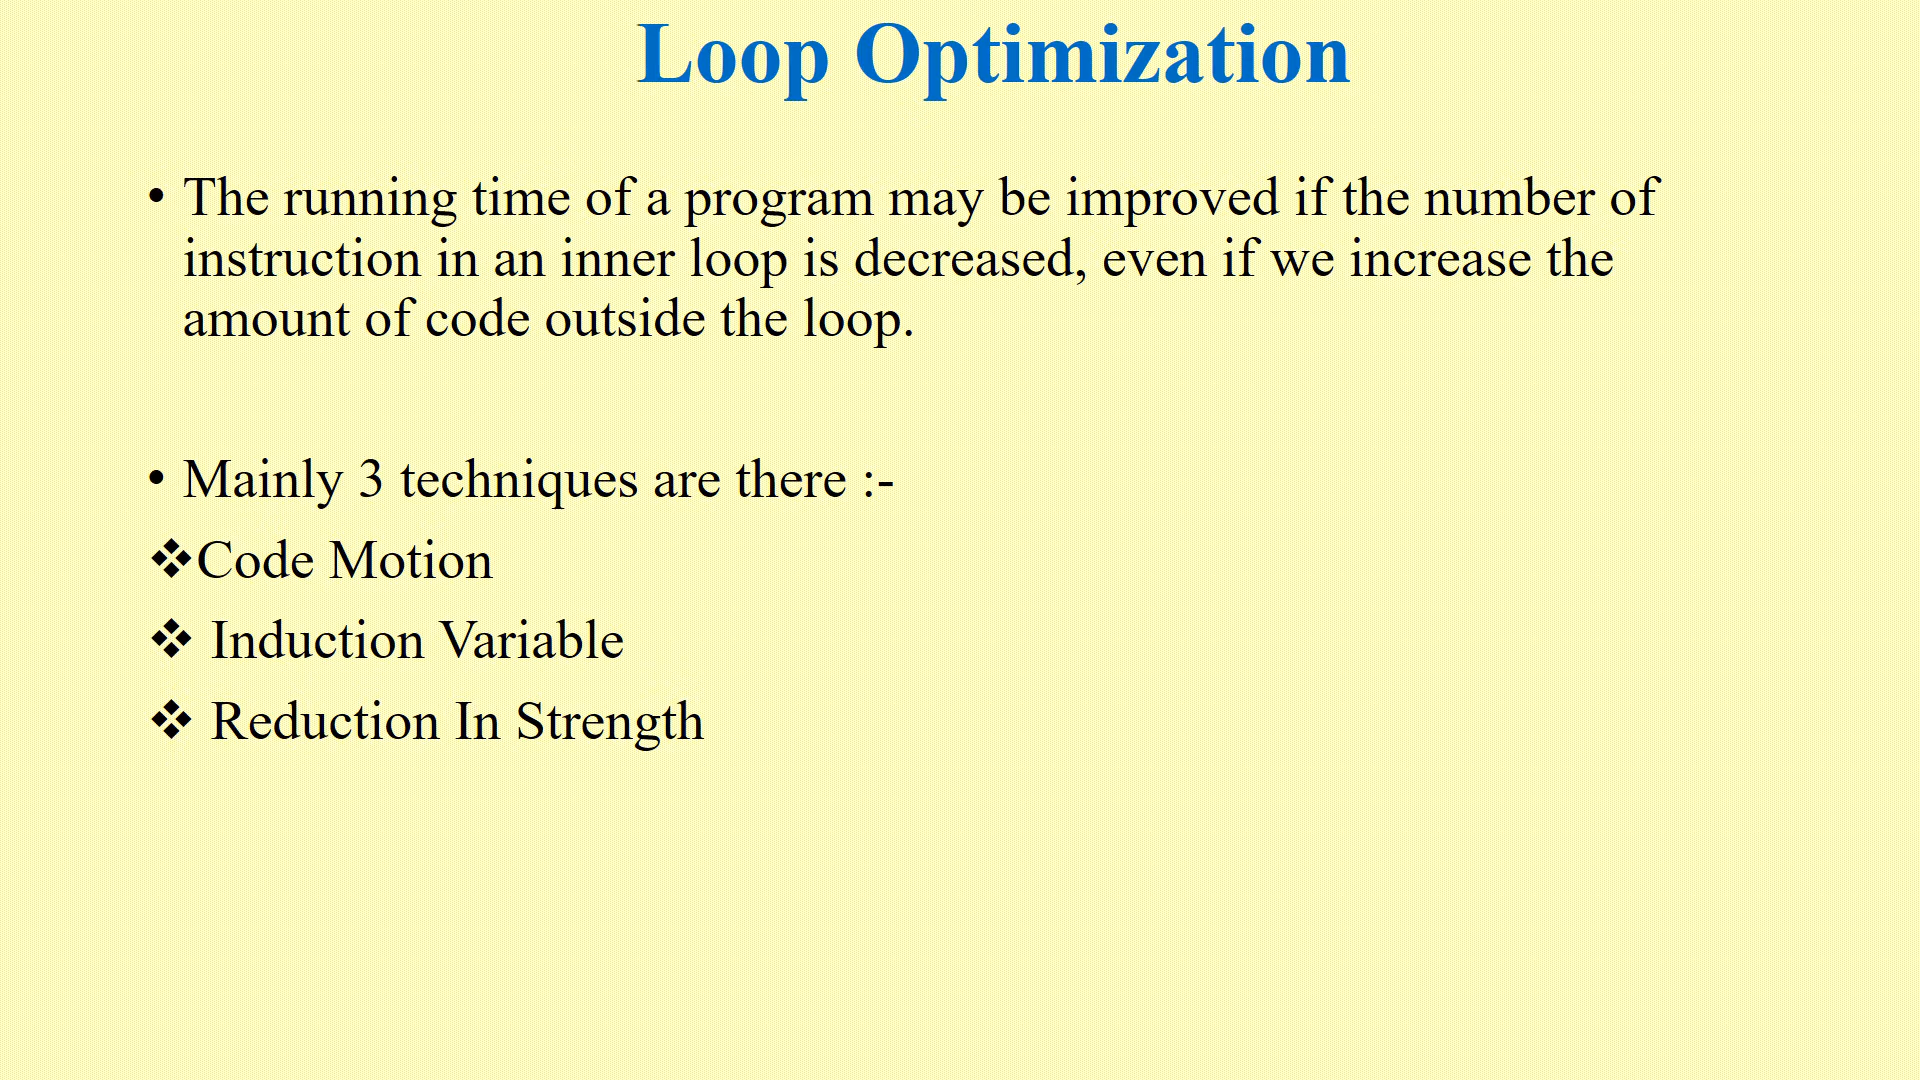 Loop Optimization
• The running time of a program may be improved if the number of
instruction in an inner loop is decreased, even if we increase the
amount of code outside the loop.
• Mainly 3 techniques are there :-
❖Code Motion
❖ Induction Variable
❖ Reduction In Strength